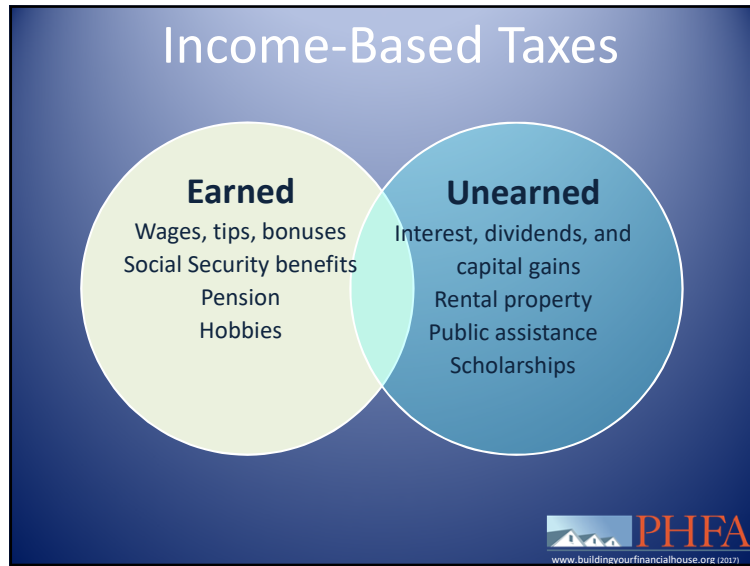 Income-Based Taxes
Earned
Wages, tips, bonuses
Social Security benefits
Pension
Hobbies
Unearned
Interest, dividends, and
capital gains
Rental property
Public assistance
Scholarships
PHFA
www.buildingyourfinancialhouse.org (2017)